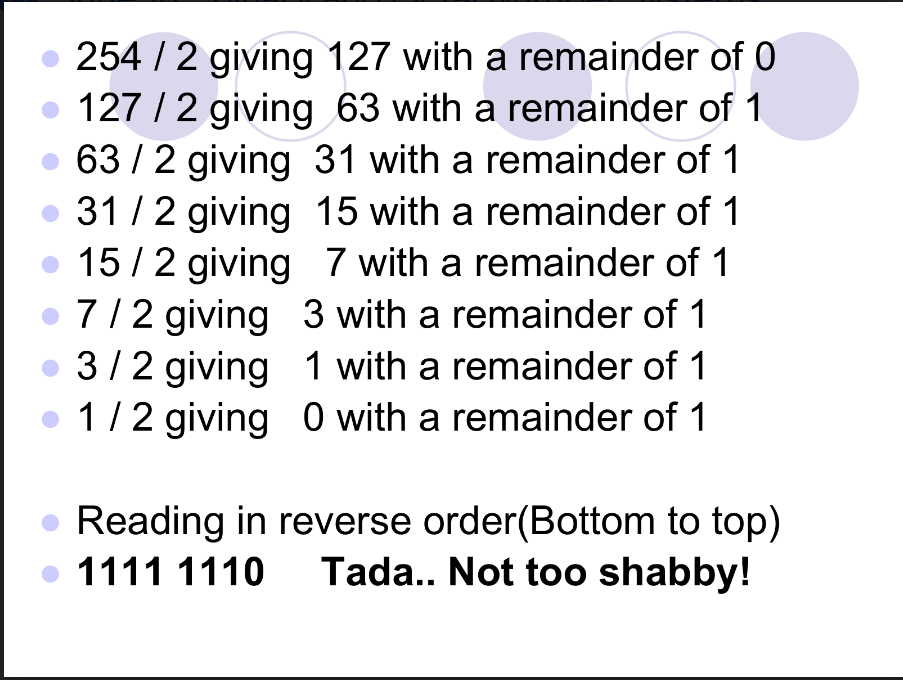 254 / 2 giving 127 with a remainder of 0
127 / 2 giving  63 with a remainder of 1
63 / 2 giving  31 with a remainder of 1
31 / 2 giving  15 with a remainder of 1
15 / 2 giving   7 with a remainder of 1
7 / 2 giving   3 with a remainder of 1
3 / 2 giving   1 with a remainder of 1
1 / 2 giving   0 with a remainder of 1
Reading in reverse order(Bottom to top)
1111 1110     Tada.. Not too shabby!